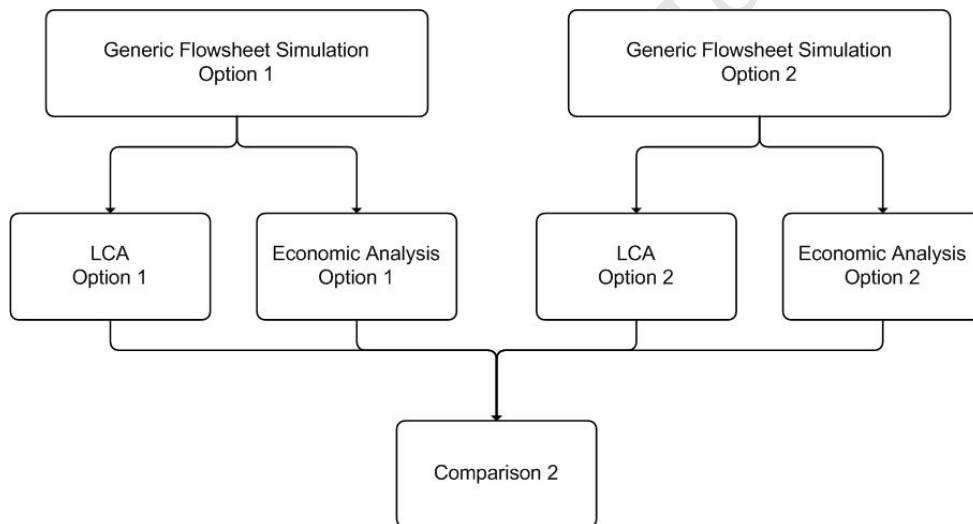 Generic Flowsheet Simulation
Option 1
Generic Flowsheet Simulation
Option 2
LCA
Option 1
Economic Analysis
Option 1
LCA
Option 2
Economic Analysis
Option 2
Comparison 2